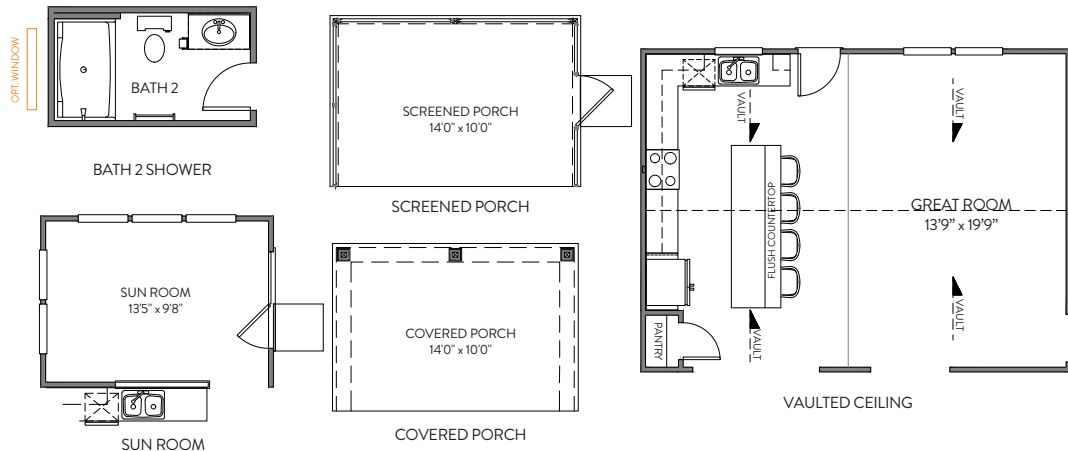 OPT. WINDOW
BATH 2
BATH 2 SHOWER
SUN ROOM
13'5" x 9'8"
SUN ROOM
SCREENED PORCH
14'0" x 10'0"
SCREENED PORCH
COVERED PORCH
14'0" x 10'0"
COVERED PORCH
VAULT
VAULT
FLUSH COUNTERTOP
GREAT ROOM
13'9" x 19'9"
PANTRY
VAULT
VAULT
VAULTED CEILING